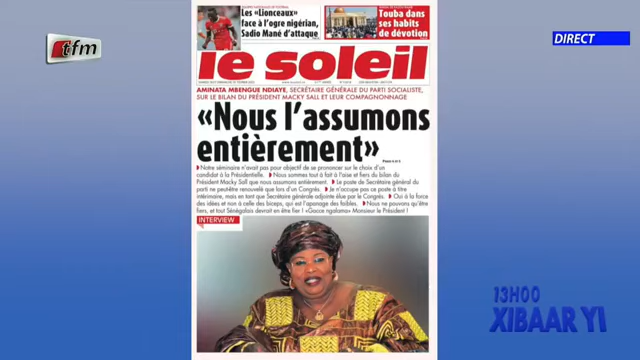 tfm
DIRECT
Les «Lionceaux»
face à l'ogre nigérian,
Sadio Mané d'attaque
Touba dans
ses habits
de dévotion
le soleil
AMINATA MBENGUE NDIAYE, SECRÉTAIRE GÉNÉRALE DU PARTI SOCIALISTE,
SUR LE BILAN DU PRÉSIDENT MACKY SALL ET LEUR COMPAGNONNAGE
«Nous l'assumons
entièrement»
Notre séminaire n'avait pas pour objectif de se prononcer sur le choix d'un
candidat à la Présidentielle. Nous sommes tout à fait à l'aise et fiers du bilan du
Président Macky Sall que nous assumons entièrement. Le poste de Secrétaire général du
parti ne peut être renouvelé que lors d'un Congrès. Je n'occupe pas ce poste à titre
intérimaire, mais en tant que Secrétaire générale adjointe élue par le Congrès. Oui à la force
des idées et non à celle des biceps, qui est l'apanage des faibles. Nous ne pouvons qu'être
fiers, et tout Sénégalais devrait en être fier ! «Gacce ngalama» Monsieur le Président !
INTERVIEW
13H00
XIBAAR YI